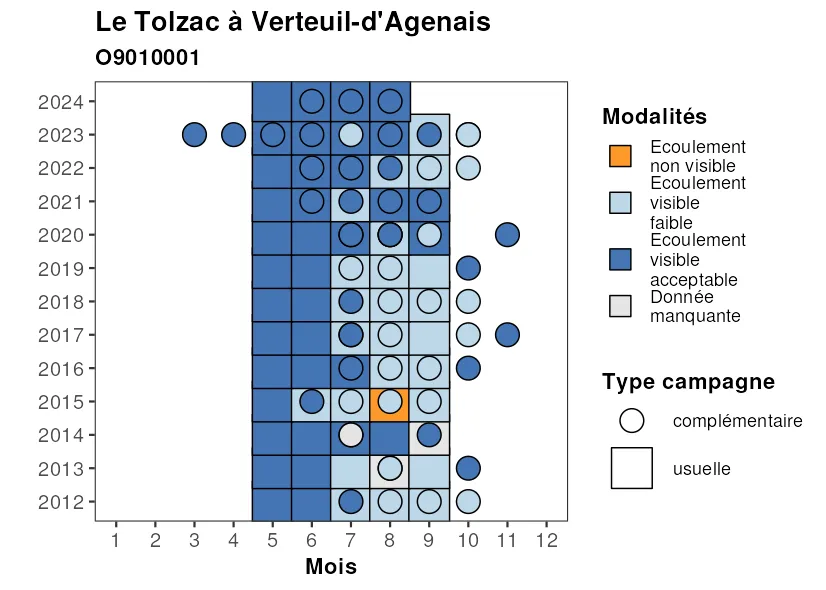 Le Tolzac à Verteuil-d'Agenais
O9010001
2024
2023
2022
2021
2020
2019
2018
2017
2016
2015
2014
2013
2012
1 2 3 4 5 6 7 8 9 10 11 12
Mois
Modalités
Ecoulement
non visible
Ecoulement
visible
faible
Ecoulement
visible
acceptable
Donnée
manquante
Type campagne
complémentaire
usuelle